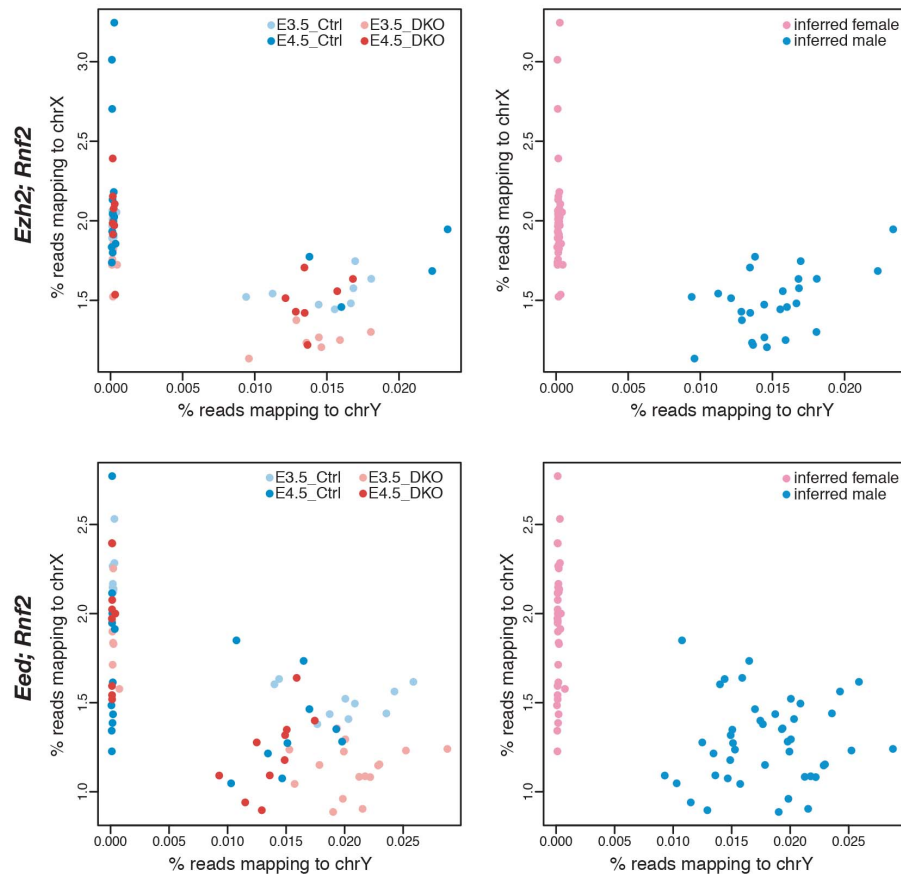 E3.5_Ctrl E3.5_DKO
E4.5_Ctrl E4.5_DKO
3.0
2.5
2.0
1.5
% reads mapping to chrX
Ezh2; Rnf2
0.000 0.005 0.010 0.015 0.020
% reads mapping to chrY
inferred female
inferred male
3.0
2.5
2.0
1.5
% reads mapping to chrX
0.000 0.005 0.010 0.015 0.020
% reads mapping to chrY
E3.5_Ctrl E3.5_DKO
E4.5_Ctrl E4.5_DKO
2.5
2.0
1.5
1.0
% reads mapping to chrX
Eed; Rnf2
0.000 0.005 0.010 0.015 0.020 0.025
% reads mapping to chrY
inferred female
inferred male
2.5
2.0
1.5
1.0
% reads mapping to chrX
0.000 0.005 0.010 0.015 0.020 0.025
% reads mapping to chrY